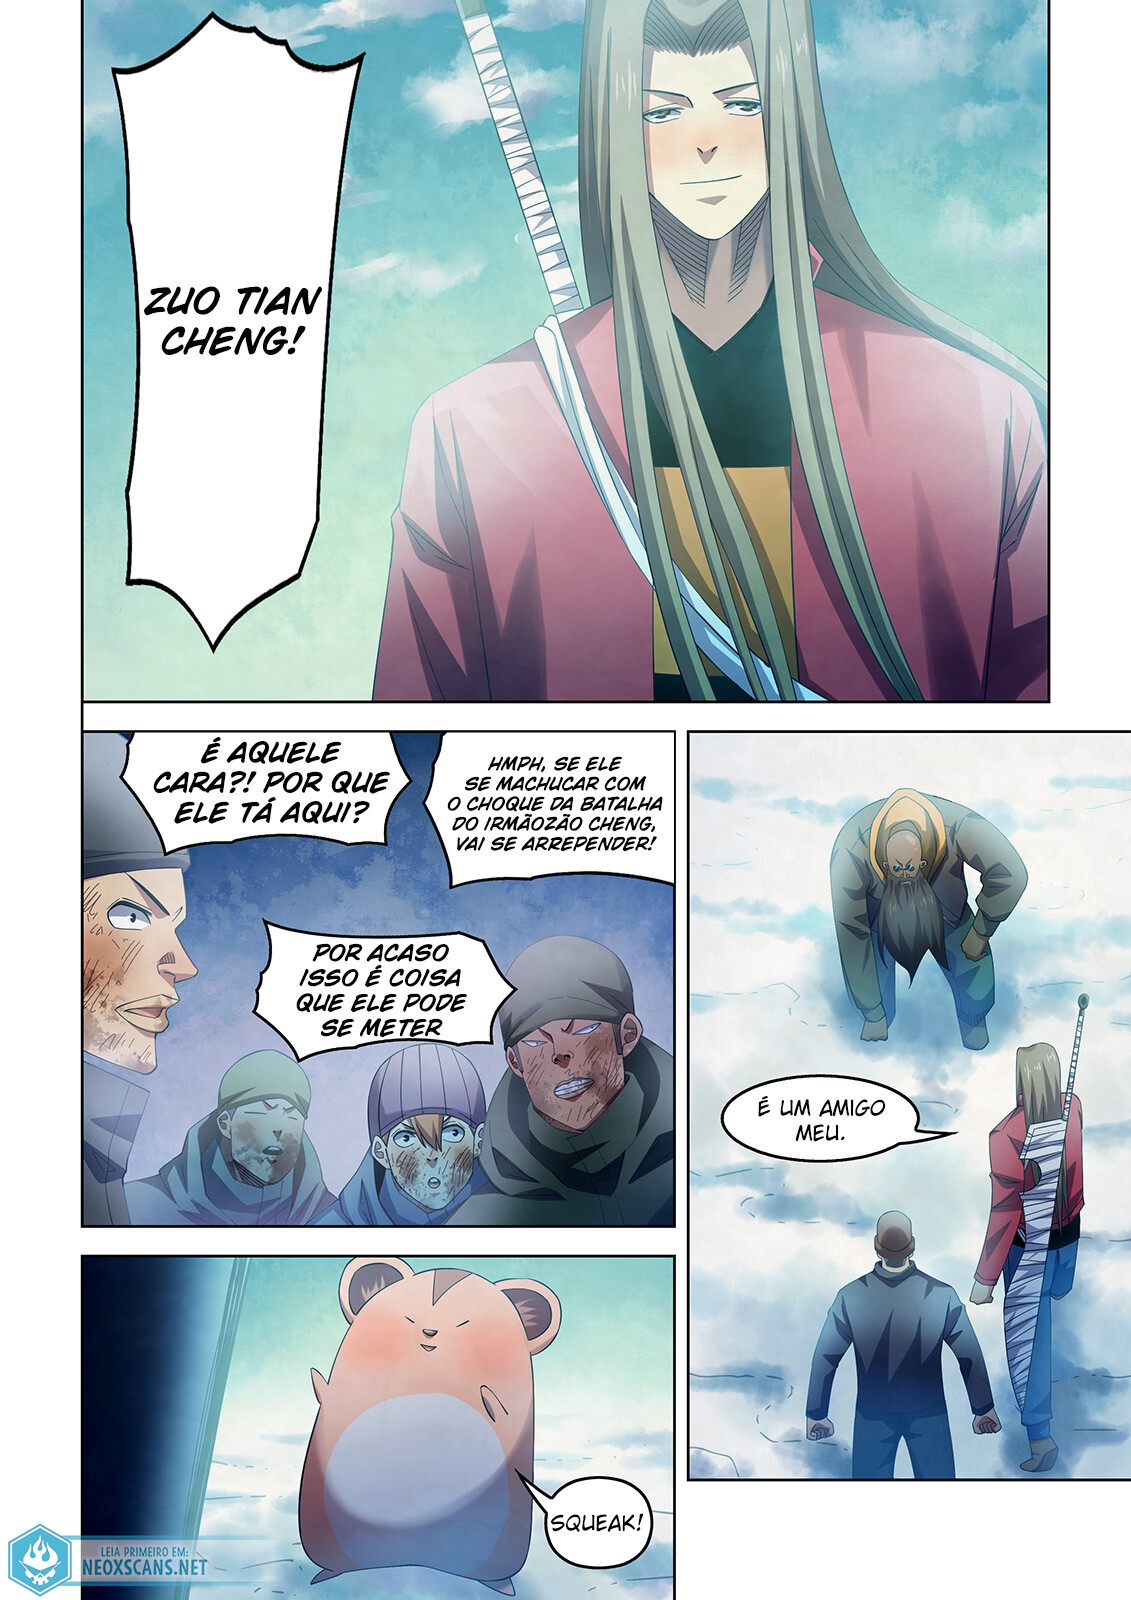 ZUO TIAN
CHENG!
É AQUELE
CARA?! POR QUE
ELE TÁ AQUI?
HMPH, SE ELE
SE MACHUCAR COM
O CHOQUE DA BATALHA
DO IRMÃOZÃO CHENG,
VAI SE ARREPENDER!
POR ACASO
ISSO É COISA
QUE ELE PODE
SE METER
É UM AMIGO
MEU.
SQUEAK!
LEIA PRIMEIRO EM:
NEOXSCANS.NET